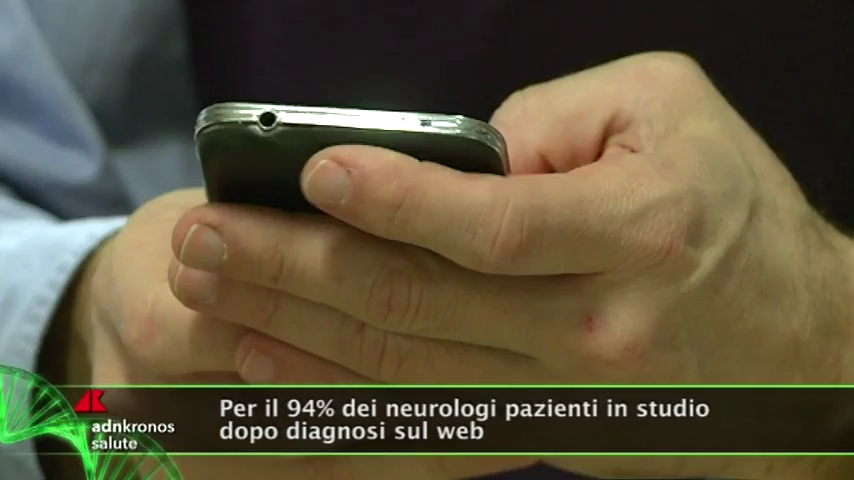 Per il 94% dei neurologi pazienti in studio
dopo diagnosi sul web
adnkronos
salute